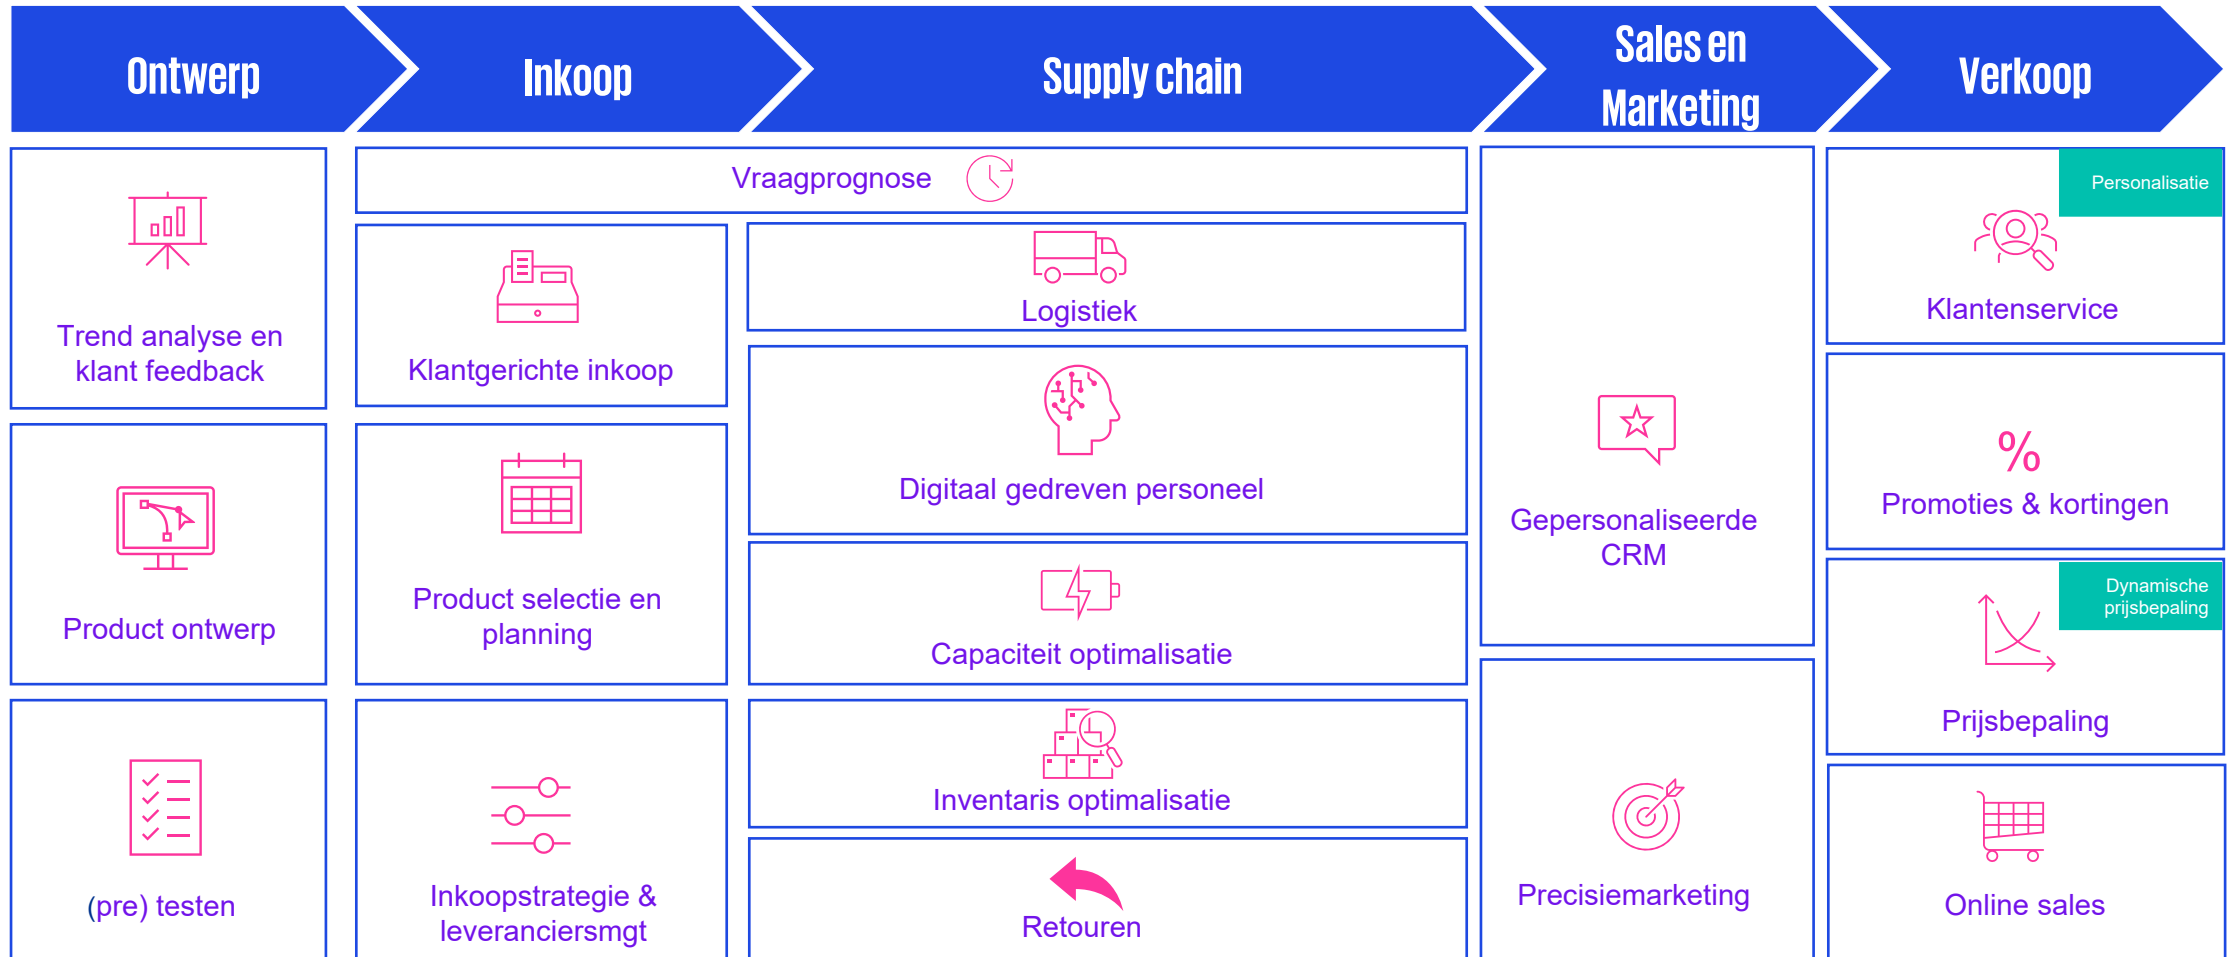 Ontwerp
Inkoop
Supply chain
Sales en
Marketing
Verkoop
Trend analyse en
klant feedback
Product ontwerp
(pre) testen
Vraagprognose
Klantgerichte inkoop
Product selectie en
planning
Inkoopstrategie &
leveranciersmgt
Logistiek
Digitaal gedreven personeel
Capaciteit optimalisatie
Inventaris optimalisatie
Retouren
Gepersonaliseerde
CRM
Precisiemarketing
Personalisatie
Klantenservice
%
Promoties & kortingen
Dynamische
prijsbepaling
Prijsbepaling
Online sales